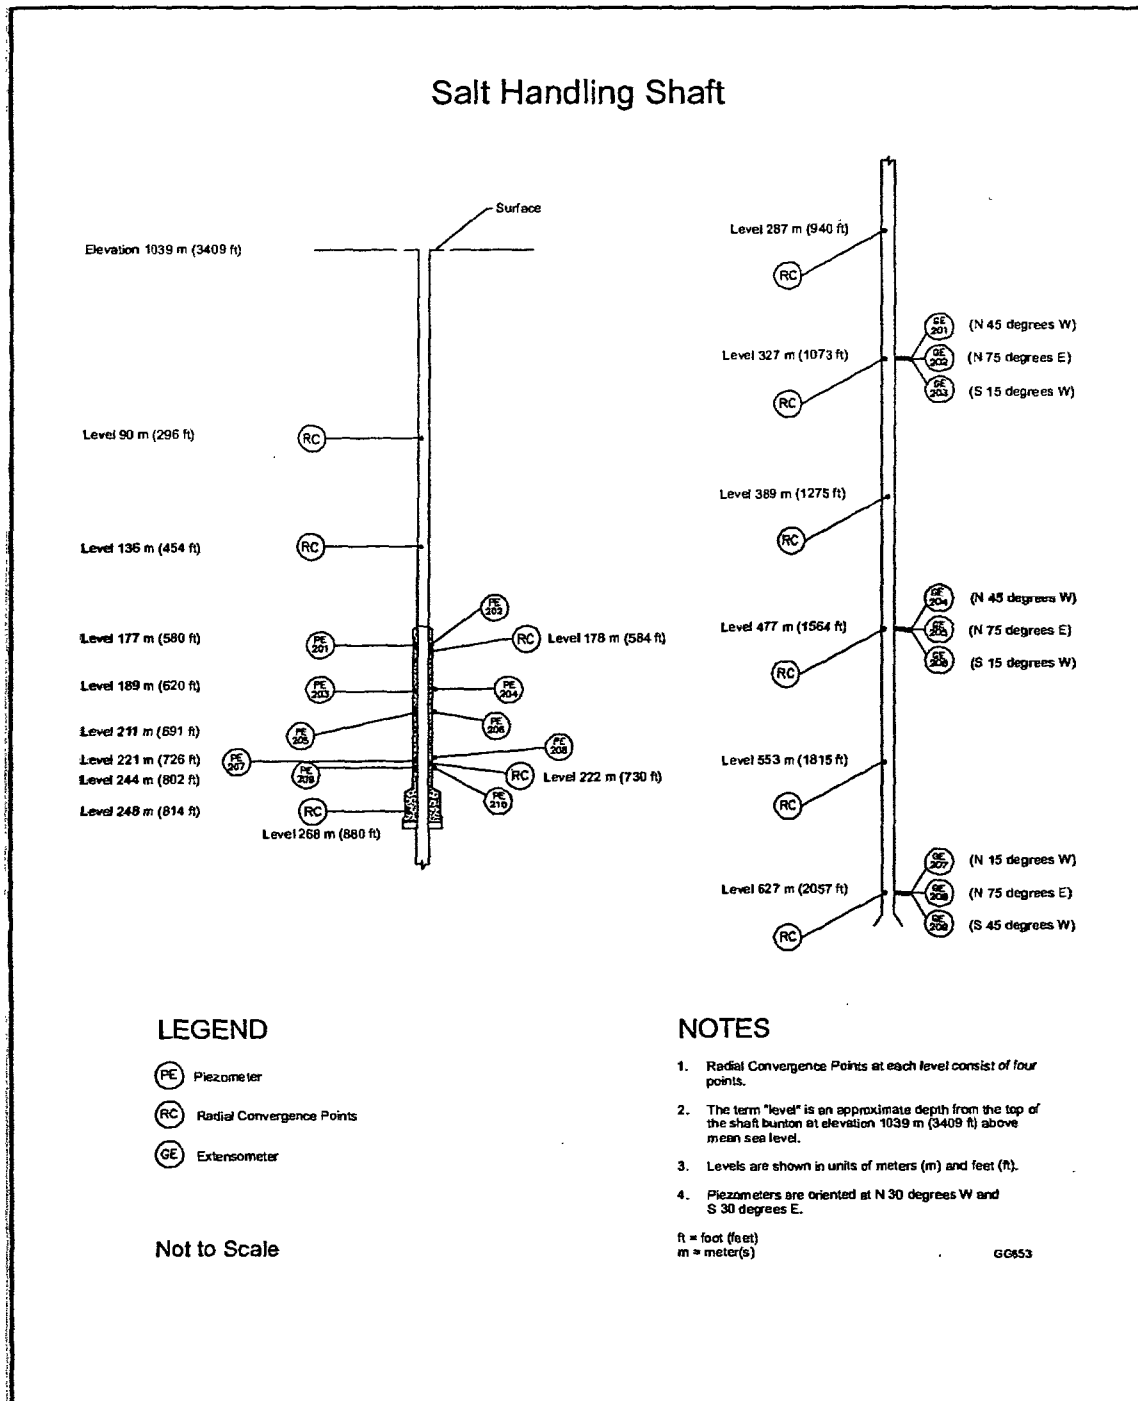 Salt Handling Shaft
Surface
Elevation 1039 m (3409 ft)
Level 90 m (296 ft)
RC
Level 136 m (454 ft)
RC
PE
202
Level 177 m (580 ft)
PE
201
RC
Level 178 m (584 ft)
Level 189 m (620 ft)
PE
203
PE
204
Level 211 m (691 ft)
PE
205
PE
206
Level 221 m (726 ft)
PE
207
PE
208
Level 244 m (802 ft)
PE
209
RC
Level 222 m (730 ft)
PE
210
Level 248 m (814 ft)
RC
Level 268 m (880 ft)
Level 287 m (940 ft)
RC
GE
201
(N 45 degrees W)
Level 327 m (1073 ft)
GE
202
(N 75 degrees E)
GE
203
(S 15 degrees W)
RC
Level 389 m (1275 ft)
RC
GE
204
(N 45 degrees W)
Level 477 m (1564 ft)
GE
205
(N 75 degrees E)
GE
206
(S 15 degrees W)
RC
Level 553 m (1815 ft)
RC
GE
207
(N 15 degrees W)
Level 627 m (2057 ft)
GE
208
(N 75 degrees E)
GE
209
(S 45 degrees W)
RC
LEGEND
PE Piezometer
RC Radial Convergence Points
GE Extensometer
Not to Scale
NOTES
1. Radial Convergence Points at each level consist of four
points.
2. The term "level" is an approximate depth from the top of
the shaft bunton at elevation 1039 m (3409 ft) above
mean sea level.
3. Levels are shown in units of meters (m) and feet (ft).
4. Piezometers are oriented at N 30 degrees W and
S 30 degrees E.
ft = foot (feet)
m = meter(s)
GG653